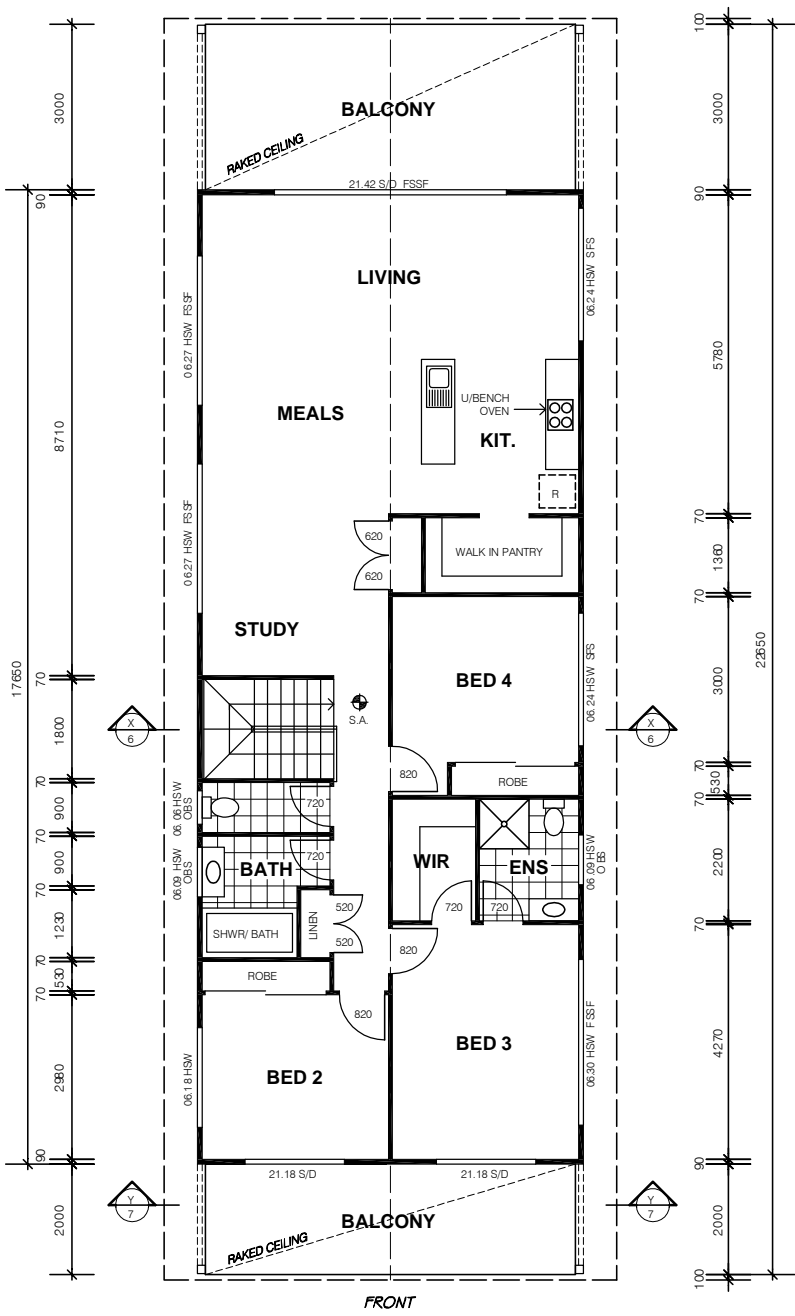 BALCONY
RAKED CEILING
21.42 S/D FSSF
LIVING
06.27 HSW FSSF
06.24 HSW SFS
MEALS
U/BENCH
OVEN
KIT.
R
06.27 HSW FSSF
620
620
WALK IN PANTRY
STUDY
BED 4
06.24 HSW SFS
S.A.
X
6
X
6
820
ROBE
720
06.06 HSW
OBS
720
BATH
06.09 HSW
OBS
WIR
ENS
06.09 HSW
OBS
720
720
SHWR/ BATH
LINEN
520
520
820
ROBE
820
BED 2
BED 3
06.18 HSW
06.30 HSW FSSF
21.18 S/D
21.18 S/D
Y
7
Y
7
BALCONY
RAKED CEILING
FRONT
3000
90
8710
70
1800
70
900
70
900
70
1230
70
530
70
2980
90
2000
17650
100
3000
90
5780
70
1360
70
3000
70
530
70
2200
70
4270
90
2000
100
22650